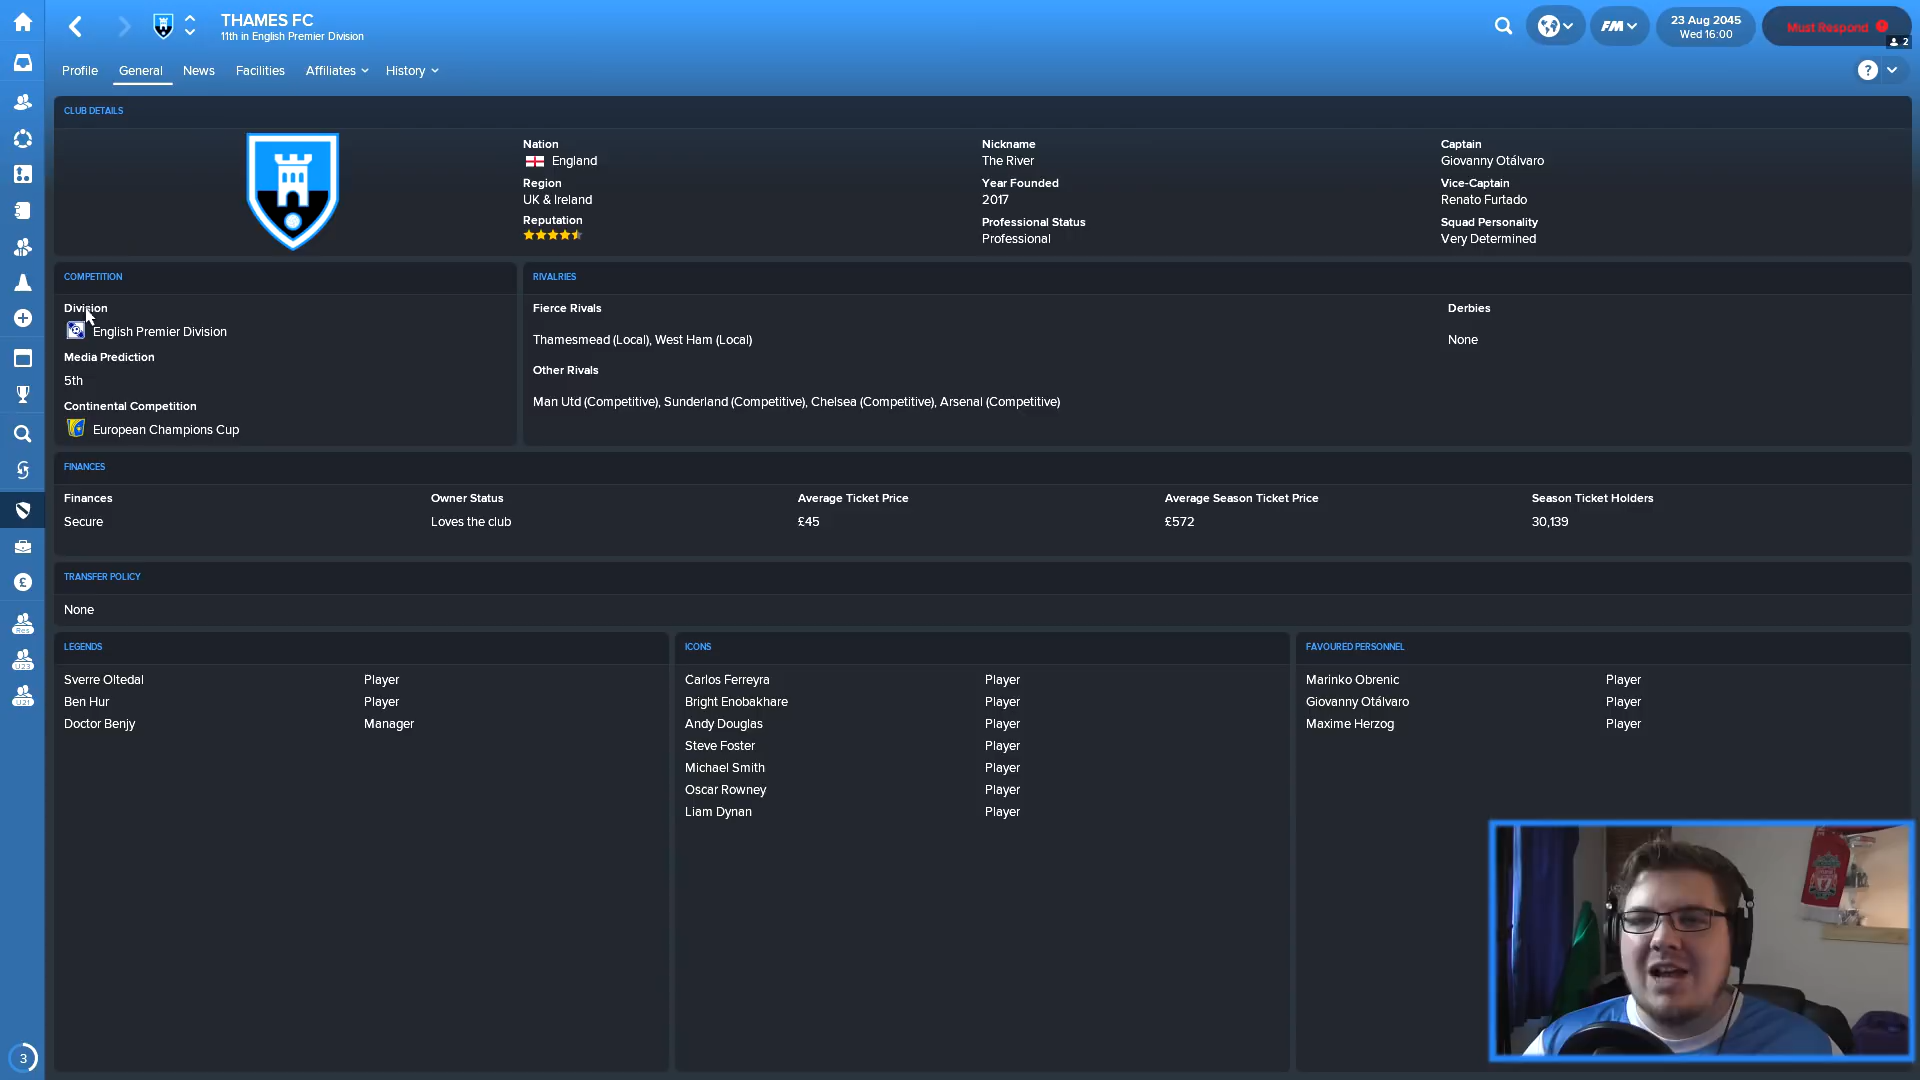 THAMES FC
11th in English Premier Division
FM
23 Aug 2045
Wed 16:00
Must Respond
2
Profile
General
News
Facilities
Affiliates
History
?
CLUB DETAILS
Nation
England
Region
UK & Ireland
Reputation
Nickname
The River
Year Founded
2017
Professional Status
Professional
Captain
Giovanny Otálvaro
Vice-Captain
Renato Furtado
Squad Personality
Very Determined
COMPETITION
Division
English Premier Division
Media Prediction
5th
Continental Competition
European Champions Cup
RIVALRIES
Fierce Rivals
Thamesmead (Local), West Ham (Local)
Other Rivals
Man Utd (Competitive), Sunderland (Competitive), Chelsea (Competitive), Arsenal (Competitive)
Derbies
None
FINANCES
Finances
Secure
Owner Status
Loves the club
Average Ticket Price
£45
Average Season Ticket Price
£572
Season Ticket Holders
30,139
TRANSFER POLICY
None
LEGENDS
Sverre Oltedal Player
Ben Hur Player
Doctor Benjy Manager
ICONS
Carlos Ferreyra Player
Bright Enobakhare Player
Andy Douglas Player
Steve Foster Player
Michael Smith Player
Oscar Rowney Player
Liam Dynan Player
FAVOURED PERSONNEL
Marinko Obrenic Player
Giovanny Otálvaro Player
Maxime Herzog Player
£
Res
U23
U21
3